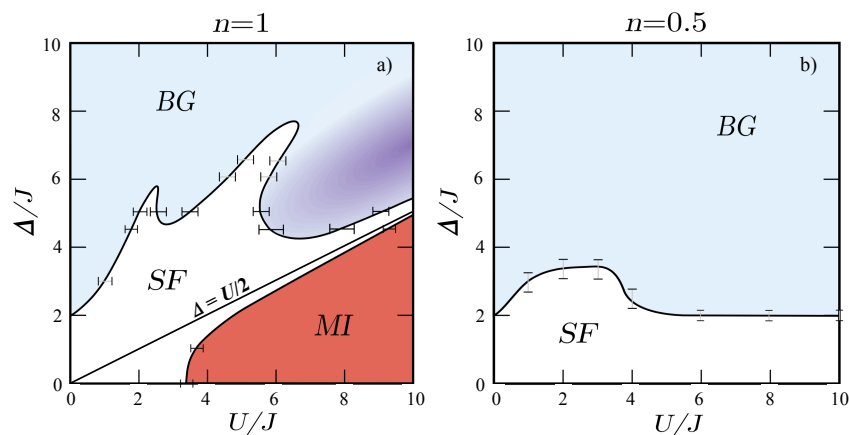 n=1
n=0.5
a)
b)
BG
BG
SF
SF
MI
Δ = U/2
Δ/J
Δ/J
10
8
6
4
2
0
10
8
6
4
2
0
0 2 4 6 8 10
0 2 4 6 8 10
U/J
U/J